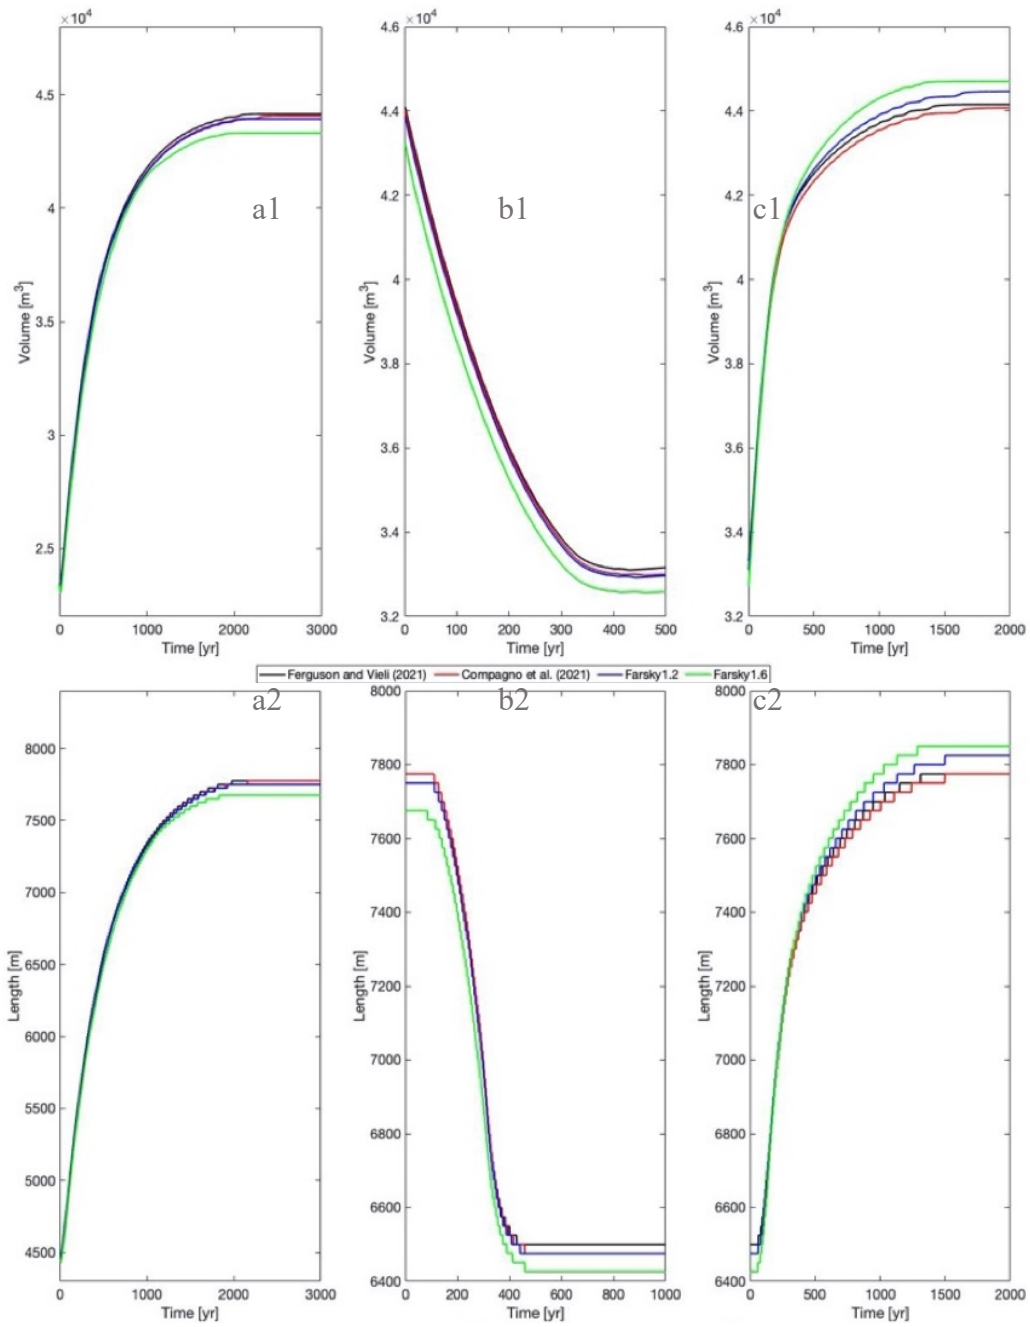 ×10⁴
4.5
4
3.5
3
2.5
Volume [m³]
0 1000 2000 3000
Time [yr]
a1
×10⁴
4.6
4.4
4.2
4
3.8
3.6
3.4
3.2
Volume [m³]
0 100 200 300 400 500
Time [yr]
b1
×10⁴
4.6
4.4
4.2
4
3.8
3.6
3.4
3.2
Volume [m³]
0 500 1000 1500 2000
Time [yr]
c1
Ferguson and Vieli (2021) Compagno et al. (2021) Farsky1.2 Farsky1.6
a2
8000
7500
7000
6500
6000
5500
5000
4500
Length [m]
0 1000 2000 3000
Time [yr]
b2
8000
7800
7600
7400
7200
7000
6800
6600
6400
Length [m]
0 200 400 600 800 1000
Time [yr]
c2
8000
7800
7600
7400
7200
7000
6800
6600
6400
Length [m]
0 500 1000 1500 2000
Time [yr]